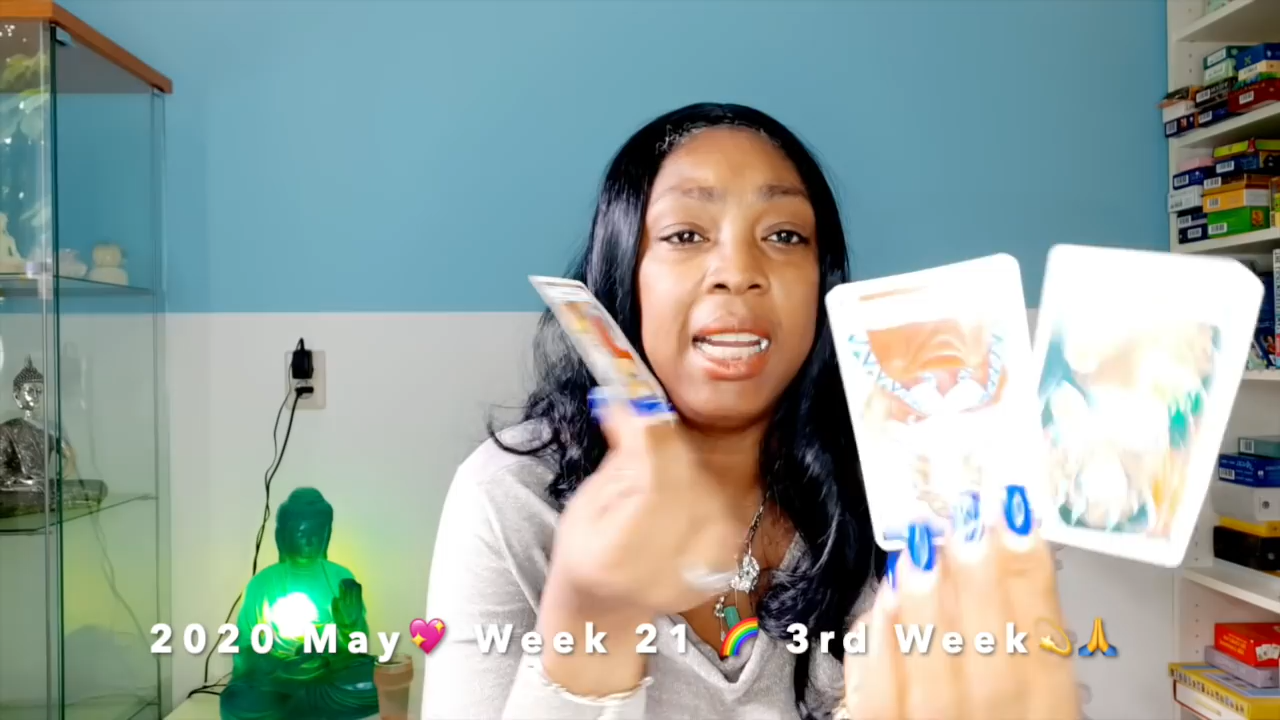 2020 May💖 Week 21 🌈 3rd Week💫🙏